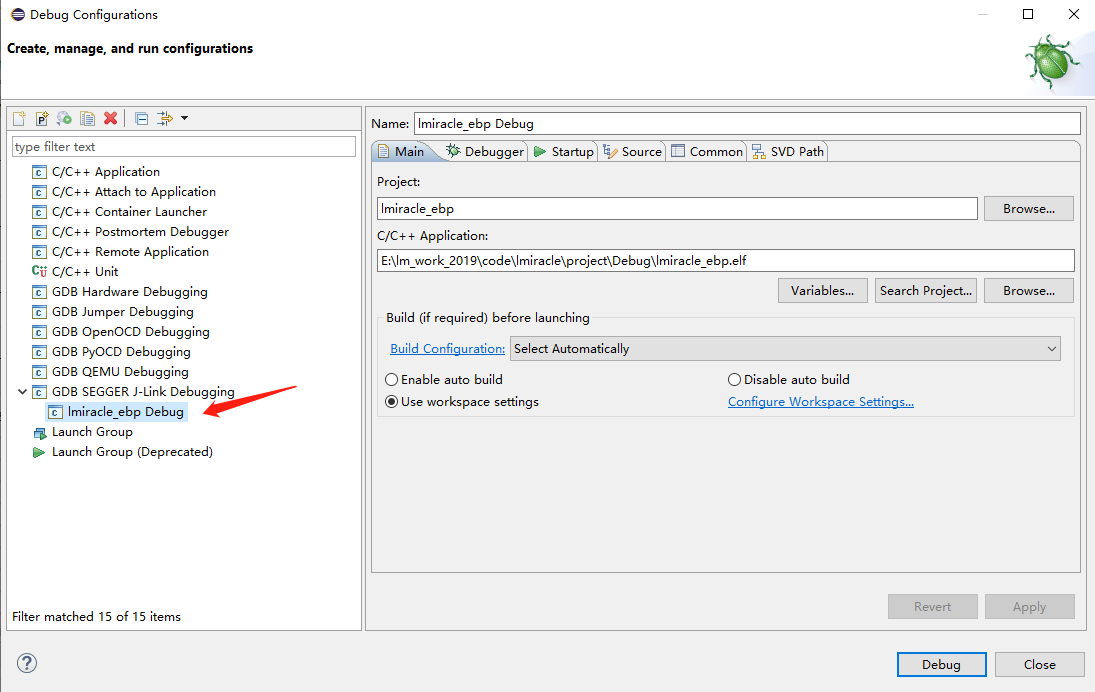 Debug Configurations
Create, manage, and run configurations
type filter text
C/C++ Application
C/C++ Attach to Application
C/C++ Container Launcher
C/C++ Postmortem Debugger
C/C++ Remote Application
C/C++ Unit
GDB Hardware Debugging
GDB Jumper Debugging
GDB OpenOCD Debugging
GDB PyOCD Debugging
GDB QEMU Debugging
GDB SEGGER J-Link Debugging
lmiracle_ebp Debug
Launch Group
Launch Group (Deprecated)
Filter matched 15 of 15 items
Name: lmiracle_ebp Debug
Main Debugger Startup Source Common SVD Path
Project:
lmiracle_ebp Browse...
C/C++ Application:
E:\lm_work_2019\code\lmiracle\project\Debug\lmiracle_ebp.elf
Variables... Search Project... Browse...
Build (if required) before launching
Build Configuration: Select Automatically
Enable auto build Disable auto build
Use workspace settings Configure Workspace Settings...
Revert Apply
Debug Close